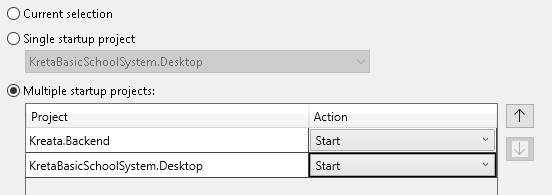 Current selection
Single startup project
KretaBasicSchoolSystem.Desktop
Multiple startup projects:
Project Action
Kreata.Backend Start
KretaBasicSchoolSystem.Desktop Start